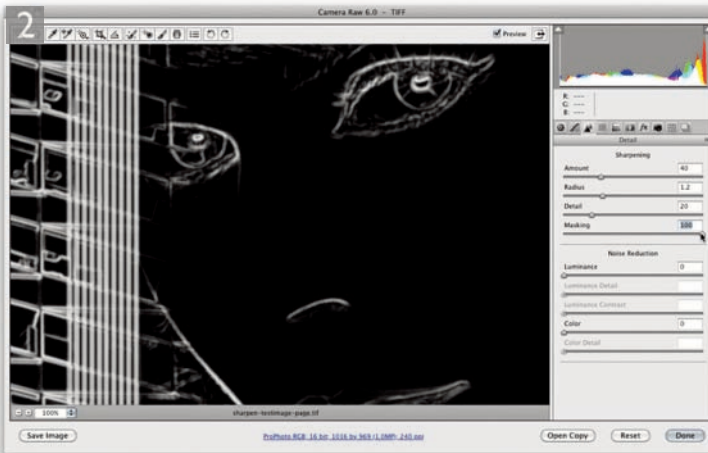 2
Camera Raw 6.0 - TIFF
Preview
R: ---
G: ---
B: ---
Detail
Sharpening
Amount 40
Radius 1.2
Detail 20
Masking 100
Noise Reduction
Luminance 0
Luminance Detail
Luminance Contrast
Color 0
Color Detail
100%
sharpen-testimage-page.tif
Save Image
ProPhoto RGB; 16 bit; 1016 by 969 (1.0MP); 240 ppi
Open Copy
Reset
Done